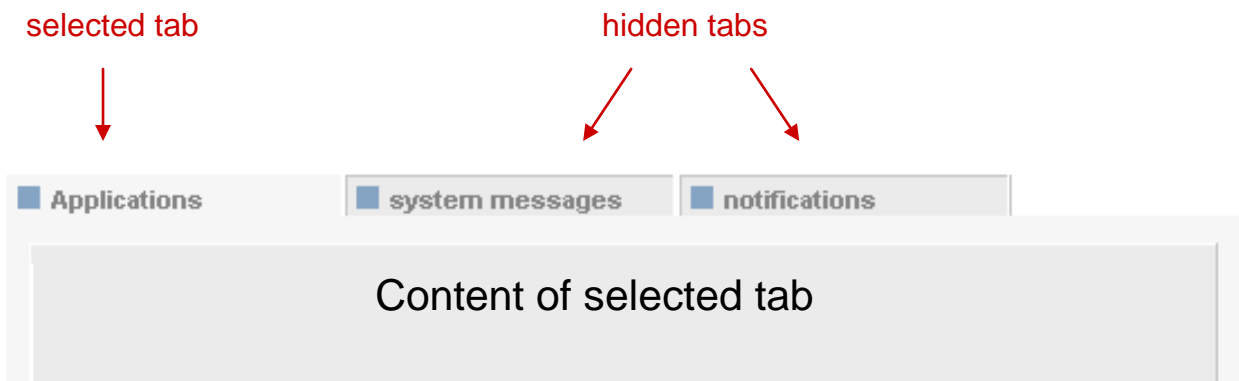 selected tab
hidden tabs
Applications
system messages
notifications
Content of selected tab